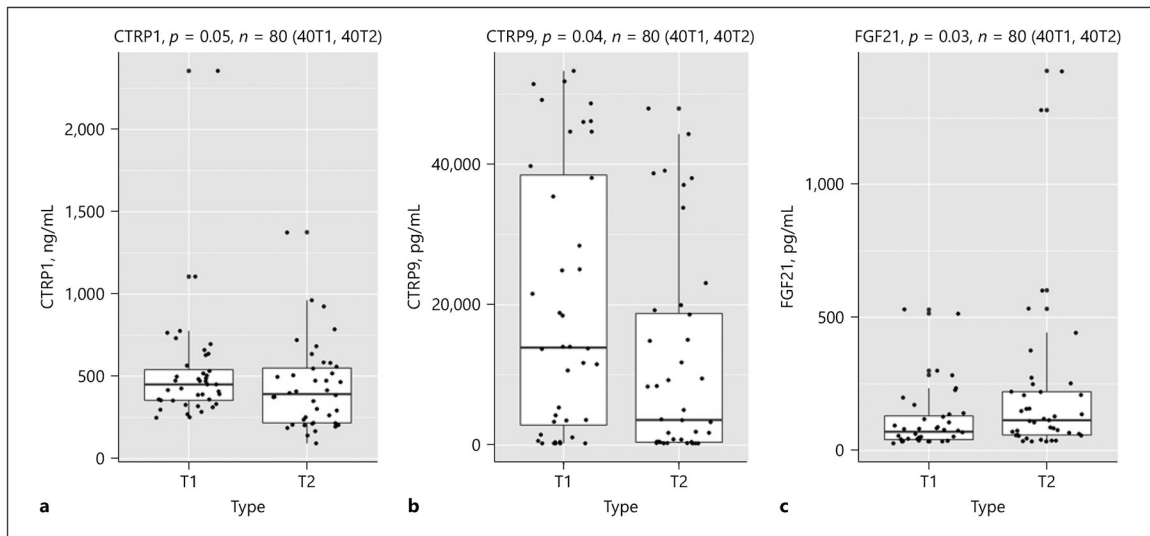 CTRP1, p = 0.05, n = 80 (40T1, 40T2)
2,000
1,500
1,000
500
0
CTRP1, ng/mL
T1 T2
Type
a
CTRP9, p = 0.04, n = 80 (40T1, 40T2)
40,000
20,000
0
CTRP9, pg/mL
T1 T2
Type
b
FGF21, p = 0.03, n = 80 (40T1, 40T2)
1,000
500
0
FGF21, pg/mL
T1 T2
Type
c